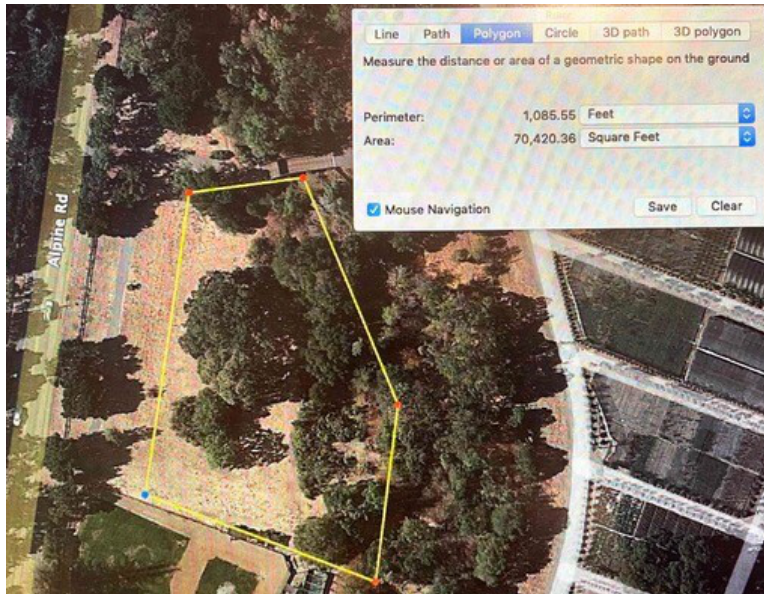 Ruler
Line Path Polygon Circle 3D path 3D polygon
Measure the distance or area of a geometric shape on the ground
Perimeter: 1,085.55 Feet
Area: 70,420.36 Square Feet
Mouse Navigation Save Clear
Alpine Rd